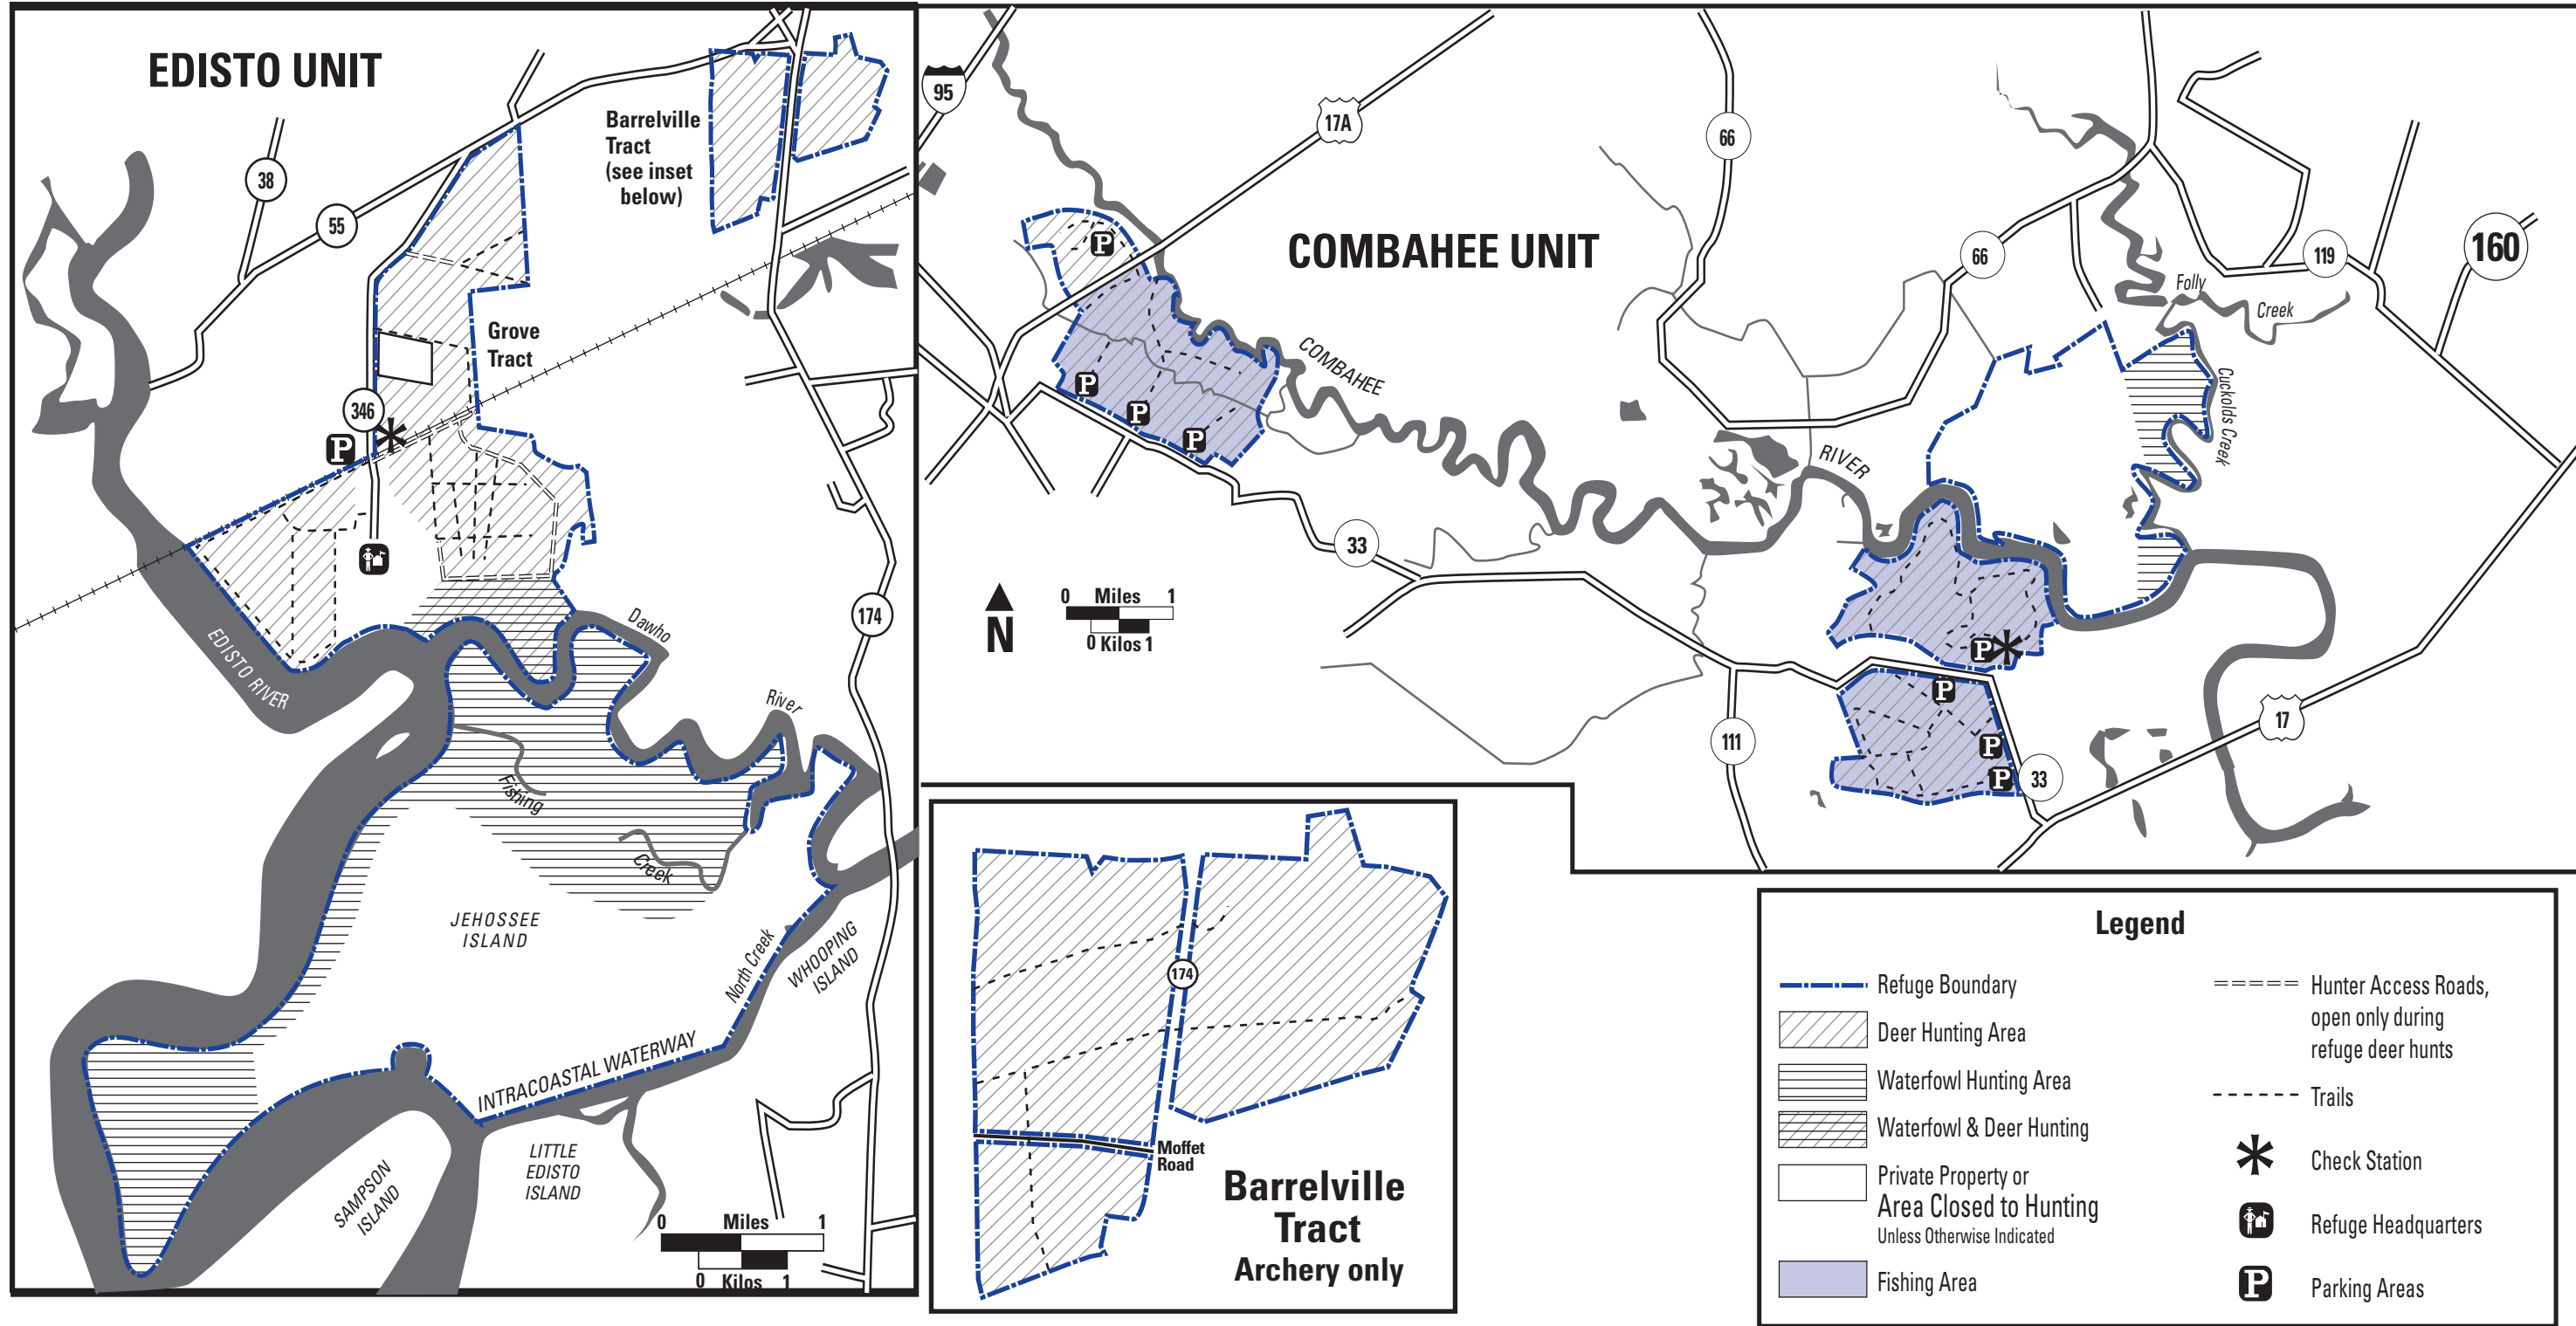 EDISTO UNIT
38
55
Barrelville
Tract
(see inset
below)
Grove
Tract
346
P
EDISTO RIVER
Dawho
River
174
Fishing
Creek
JEHOSSEE
ISLAND
North Creek
WHOOPING
ISLAND
INTRACOASTAL WATERWAY
SAMPSON
ISLAND
LITTLE
EDISTO
ISLAND
0 Miles 1
0 Kilos 1
COMBAHEE UNIT
95
17A
66
66
119
160
Folly
Creek
Cuckolds Creek
P
P
P
P
COMBAHEE
RIVER
33
N
0 Miles 1
0 Kilos 1
P
P
P
P
111
33
17
174
Moffet
Road
Barrelville
Tract
Archery only
Legend
Refuge Boundary
Deer Hunting Area
Waterfowl Hunting Area
Waterfowl & Deer Hunting
Private Property or
Area Closed to Hunting
Unless Otherwise Indicated
Fishing Area
Hunter Access Roads,
open only during
refuge deer hunts
Trails
Check Station
Refuge Headquarters
P Parking Areas